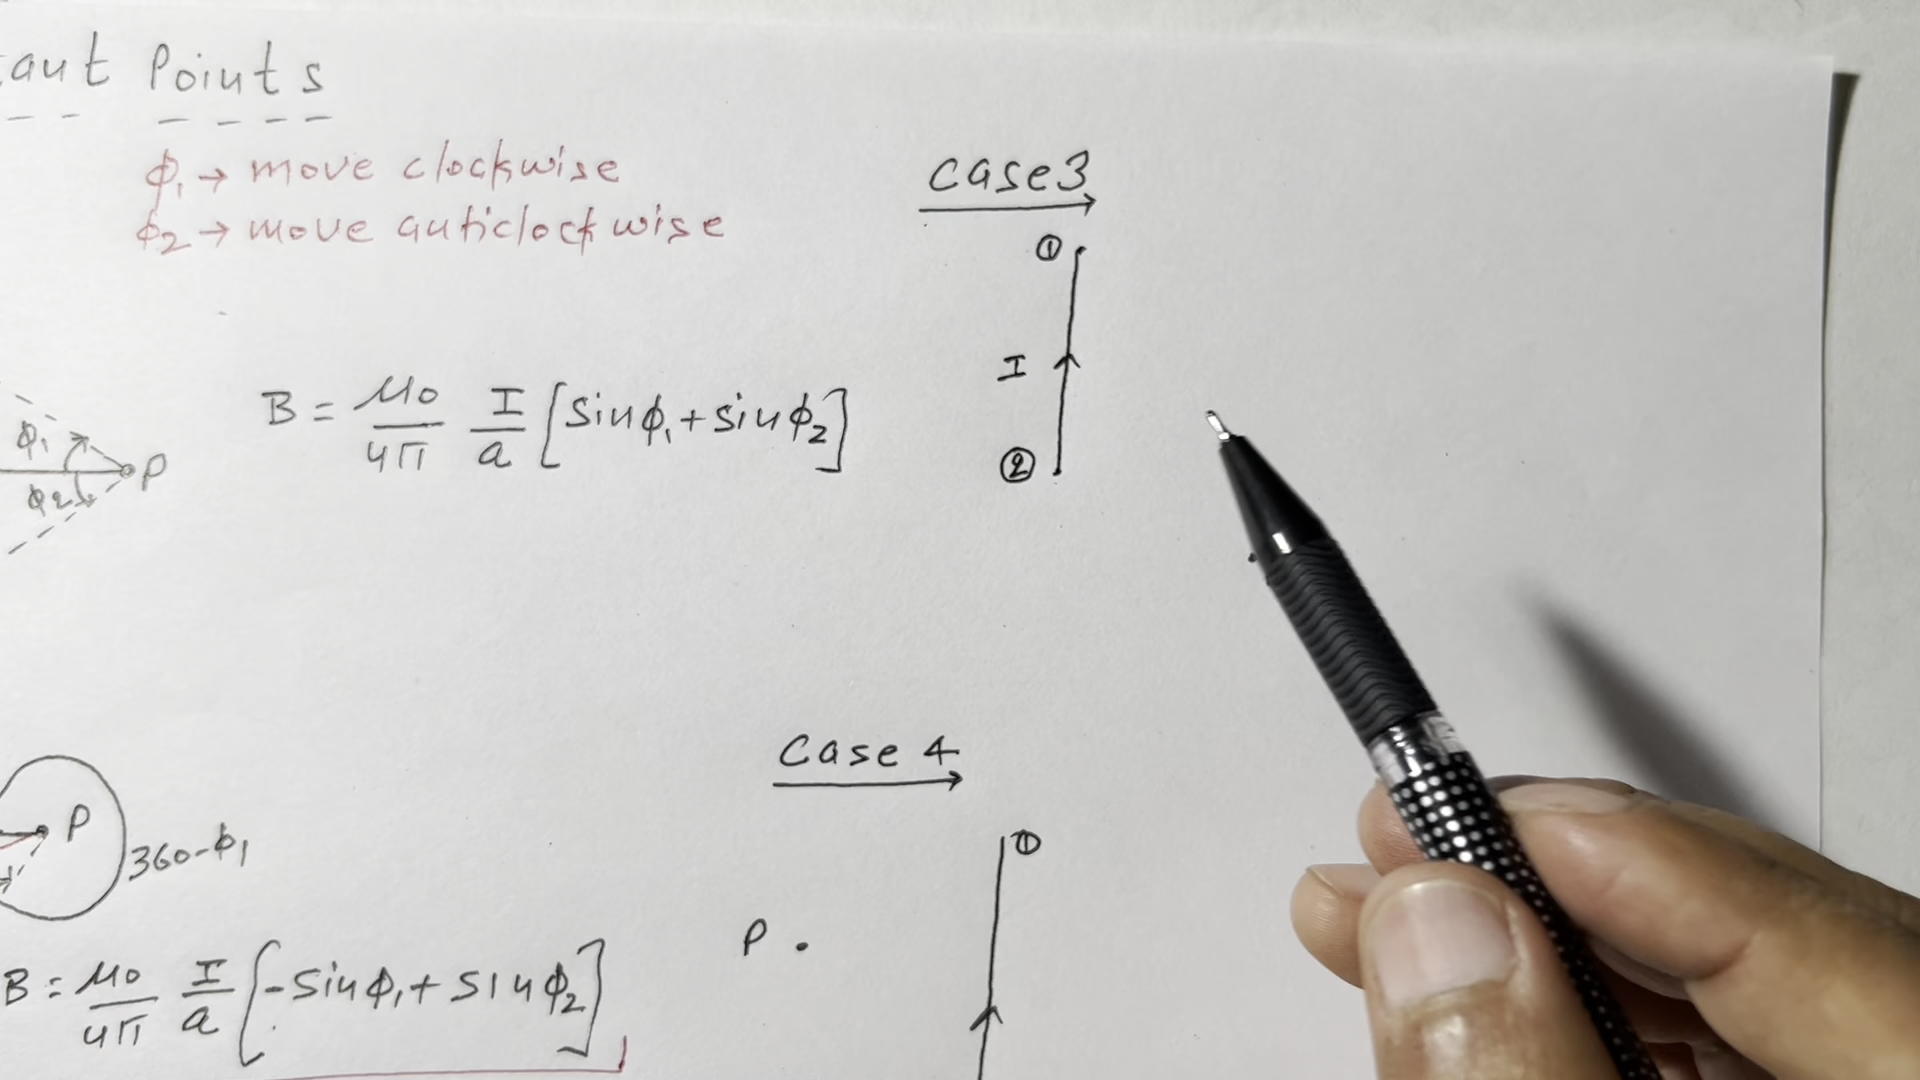 Points
ϕ₁ → move clockwise
ϕ₂ → move anticlockwise
case3
①
I
②
B = μ₀/4π I/a [sinϕ₁ + sinϕ₂]
ϕ₁
P
ϕ₂
Case 4
①
P
P
360-ϕ₁
B = μ₀/4π I/a [-sinϕ₁ + sinϕ₂]